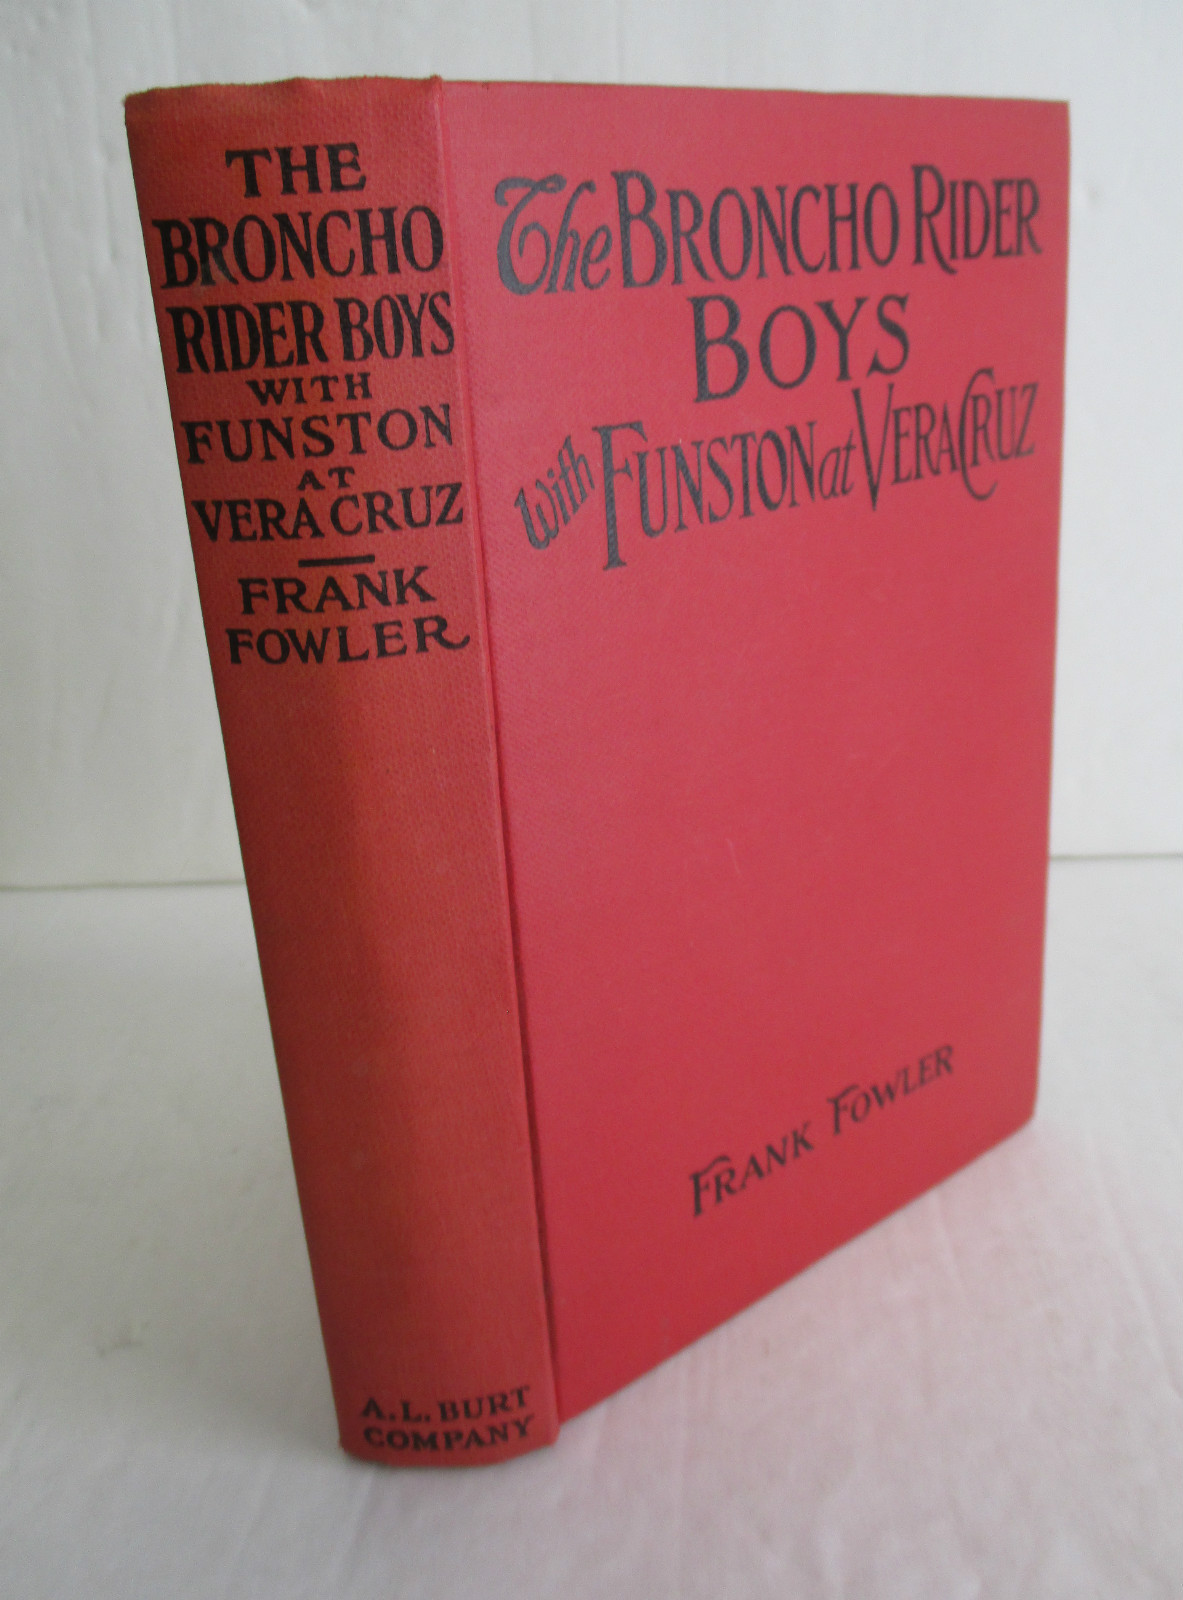 THE
BRONCHO
RIDER BOYS
WITH
FUNSTON
AT
VERA CRUZ
FRANK
FOWLER
A.L. BURT
COMPANY
The BRONCHO RIDER
BOYS
with FUNSTON at VERA CRUZ
FRANK FOWLER